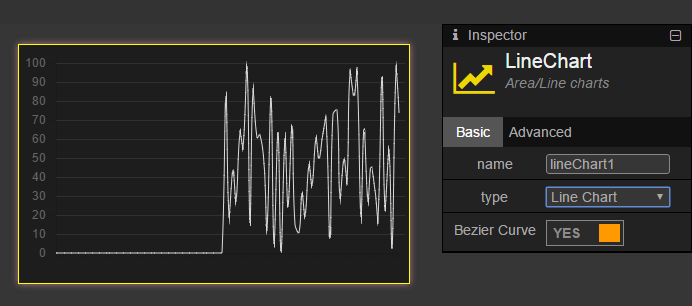 100
90
80
70
60
50
40
30
20
10
0
Inspector
LineChart
Area/Line charts
Basic Advanced
name lineChart1
type Line Chart
Bezier Curve YES